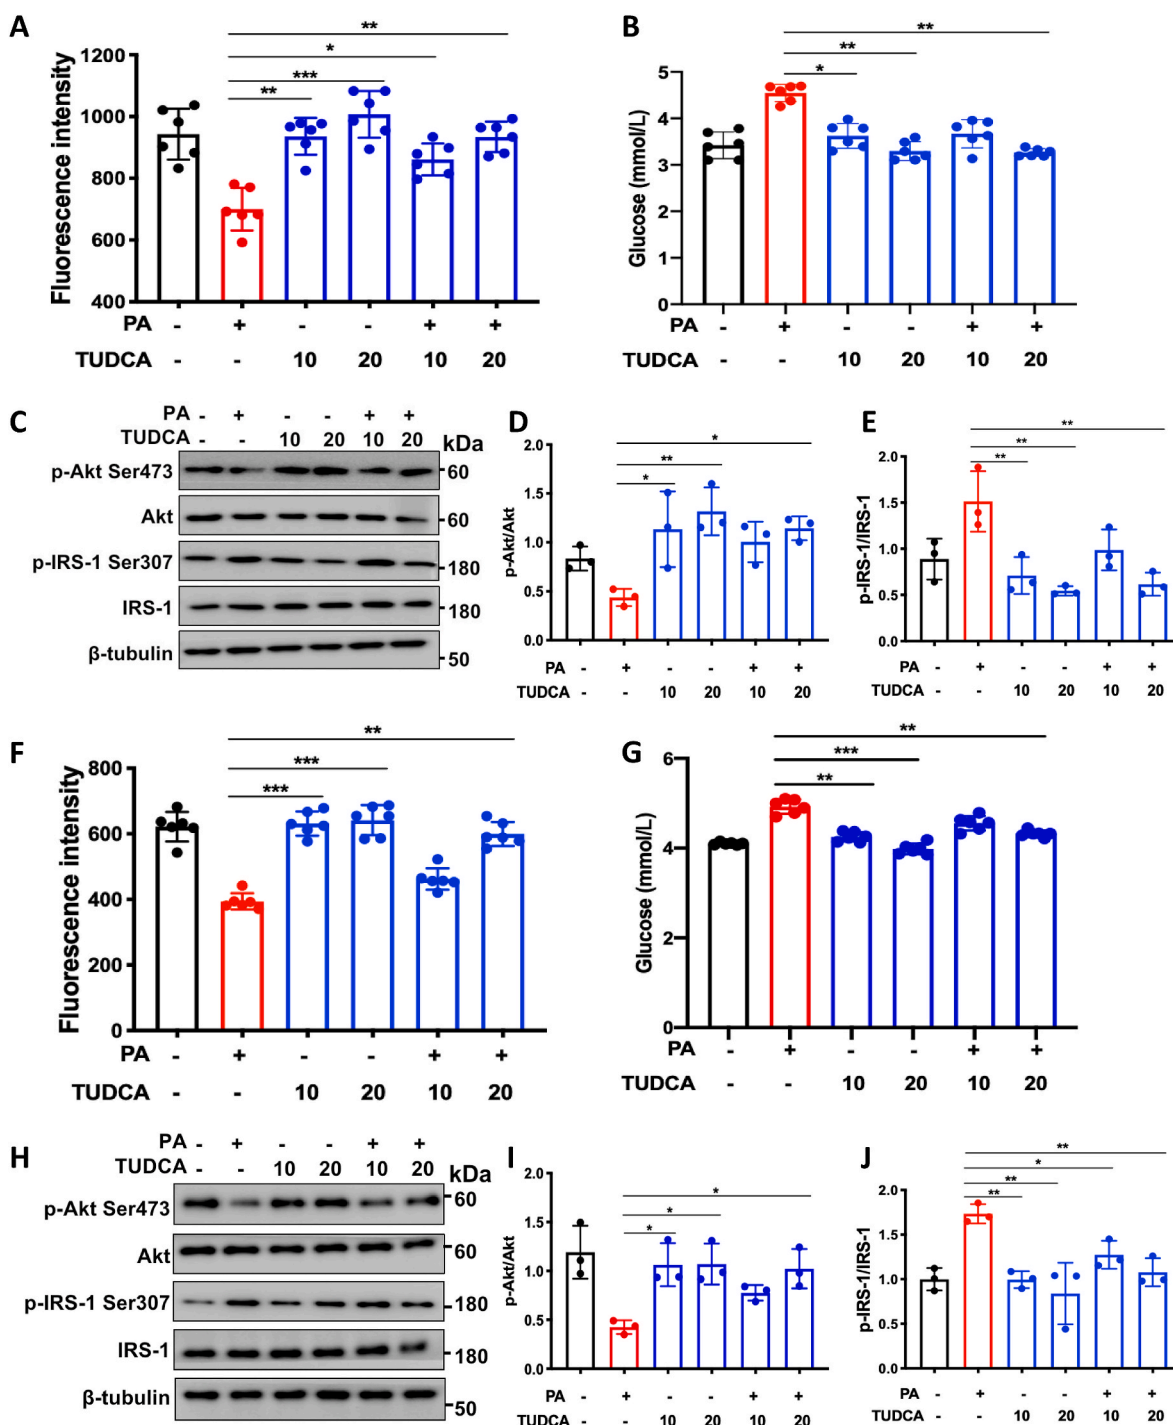 A
**
*
***
**
1200
1000
800
600
400
Fluorescence intensity
PA - + - - + +
TUDCA - - 10 20 10 20
B
**
**
*
5
4
3
2
1
0
Glucose (mmol/L)
PA - + - - + +
TUDCA - - 10 20 10 20
C
PA - + - - + +
TUDCA - - 10 20 10 20 kDa
p-Akt Ser473 -60
Akt -60
p-IRS-1 Ser307 -180
IRS-1 -180
β-tubulin -50
D
*
**
*
2.0
1.5
1.0
0.5
0.0
p-Akt/Akt
PA - + - - + +
TUDCA - - 10 20 10 20
E
**
**
**
2.0
1.5
1.0
0.5
0.0
p-IRS-1/IRS-1
PA - + - - + +
TUDCA - - 10 20 10 20
F
**
***
***
800
600
400
200
0
Fluorescence intensity
PA - + - - + +
TUDCA - - 10 20 10 20
G
**
***
**
6
4
2
0
Glucose (mmol/L)
PA - + - - + +
TUDCA - - 10 20 10 20
H
PA - + - - + +
TUDCA - - 10 20 10 20 kDa
p-Akt Ser473 -60
Akt -60
p-IRS-1 Ser307 -180
IRS-1 -180
β-tubulin -50
I
*
*
*
2.0
1.5
1.0
0.5
0.0
p-Akt/Akt
PA - + - - + +
TUDCA - - 10 20 10 20
J
**
*
**
**
2.0
1.5
1.0
0.5
0.0
p-IRS-1/IRS-1
PA - + - - + +
TUDCA - - 10 20 10 20